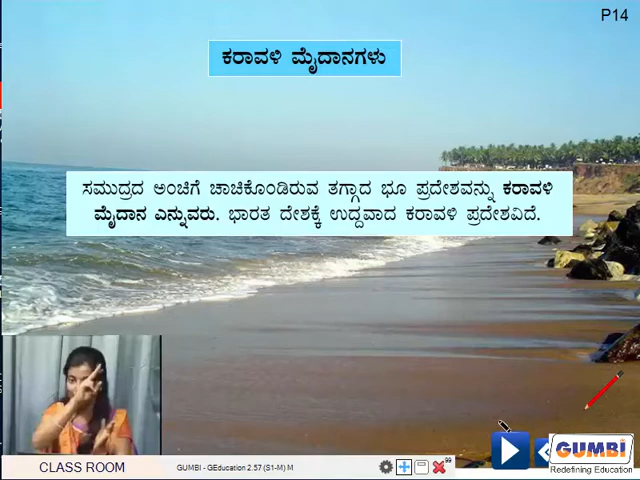 P14
ಕರಾವಳಿ ಮೈದಾನಗಳು
ಸಮುದ್ರದ ಅಂಚಿಗೆ ಚಾಚಿಕೊಂಡಿರುವ ತಗ್ಗಾದ ಭೂ ಪ್ರದೇಶವನ್ನು ಕರಾವಳಿ
ಮೈದಾನ ಎನ್ನುವರು. ಭಾರತ ದೇಶಕ್ಕೆ ಉದ್ದವಾದ ಕರಾವಳಿ ಪ್ರದೇಶವಿದೆ.
GUMBi
Redefining Education
CLASS ROOM
GUMBI - GEducation 2.57 (S1-M) M
99